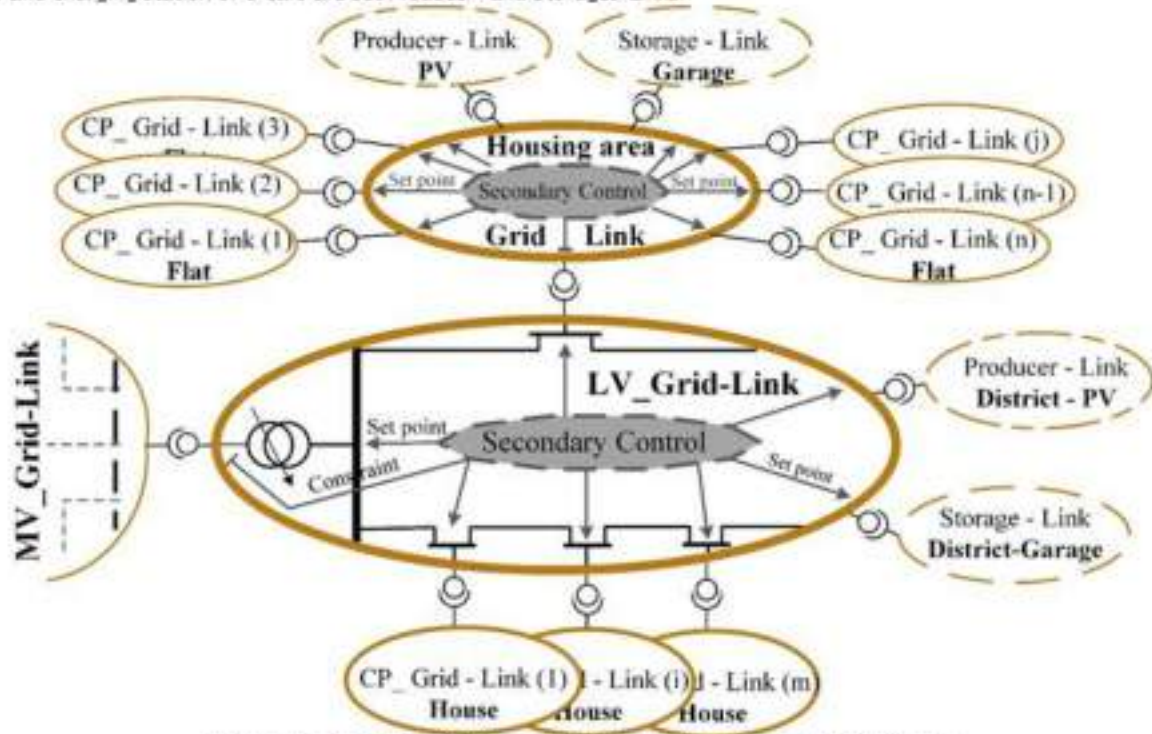 Producer - Link
PV
Storage - Link
Garage
CP_ Grid - Link (3)
CP_ Grid - Link (2)
CP_ Grid - Link (1)
Flat
Housing area
Set point
Secondary Control
Set point
Grid Link
CP_ Grid - Link (j)
CP_ Grid - Link (n-1)
CP_ Grid - Link (n)
Flat
MV_Grid-Link
LV_Grid-Link
Set point
Secondary Control
Constraint
Set point
Producer - Link
District - PV
Storage - Link
District-Garage
CP_ Grid - Link (1)
House
d - Link (i)
House
d - Link (m)
House